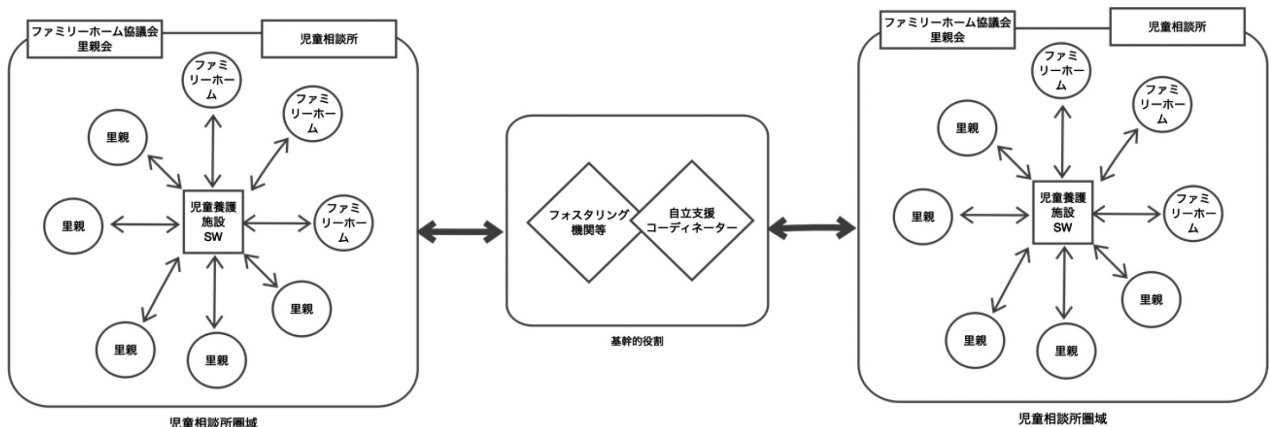 ファミリーホーム協議会
里親会
児童相談所
ファミ
リーホー
ム
ファミ
リーホー
ム
里親
里親
児童養護
施設
SW
ファミ
リーホー
ム
里親
里親
里親
児童相談所圏域
フォスタリング
機関等
自立支援
コーディネーター
基幹的役割
ファミリーホーム協議会
里親会
児童相談所
ファミ
リーホー
ム
ファミ
リーホー
ム
里親
里親
児童養護
施設
SW
ファミ
リーホー
ム
里親
里親
里親
児童相談所圏域